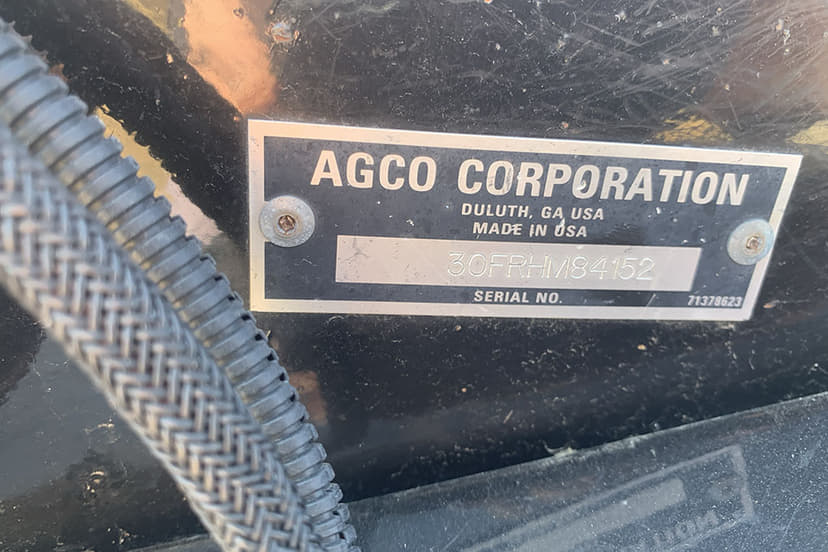 AGCO CORPORATION
DULUTH, GA USA
MADE IN USA
30FRHM84152
SERIAL NO.
71378623